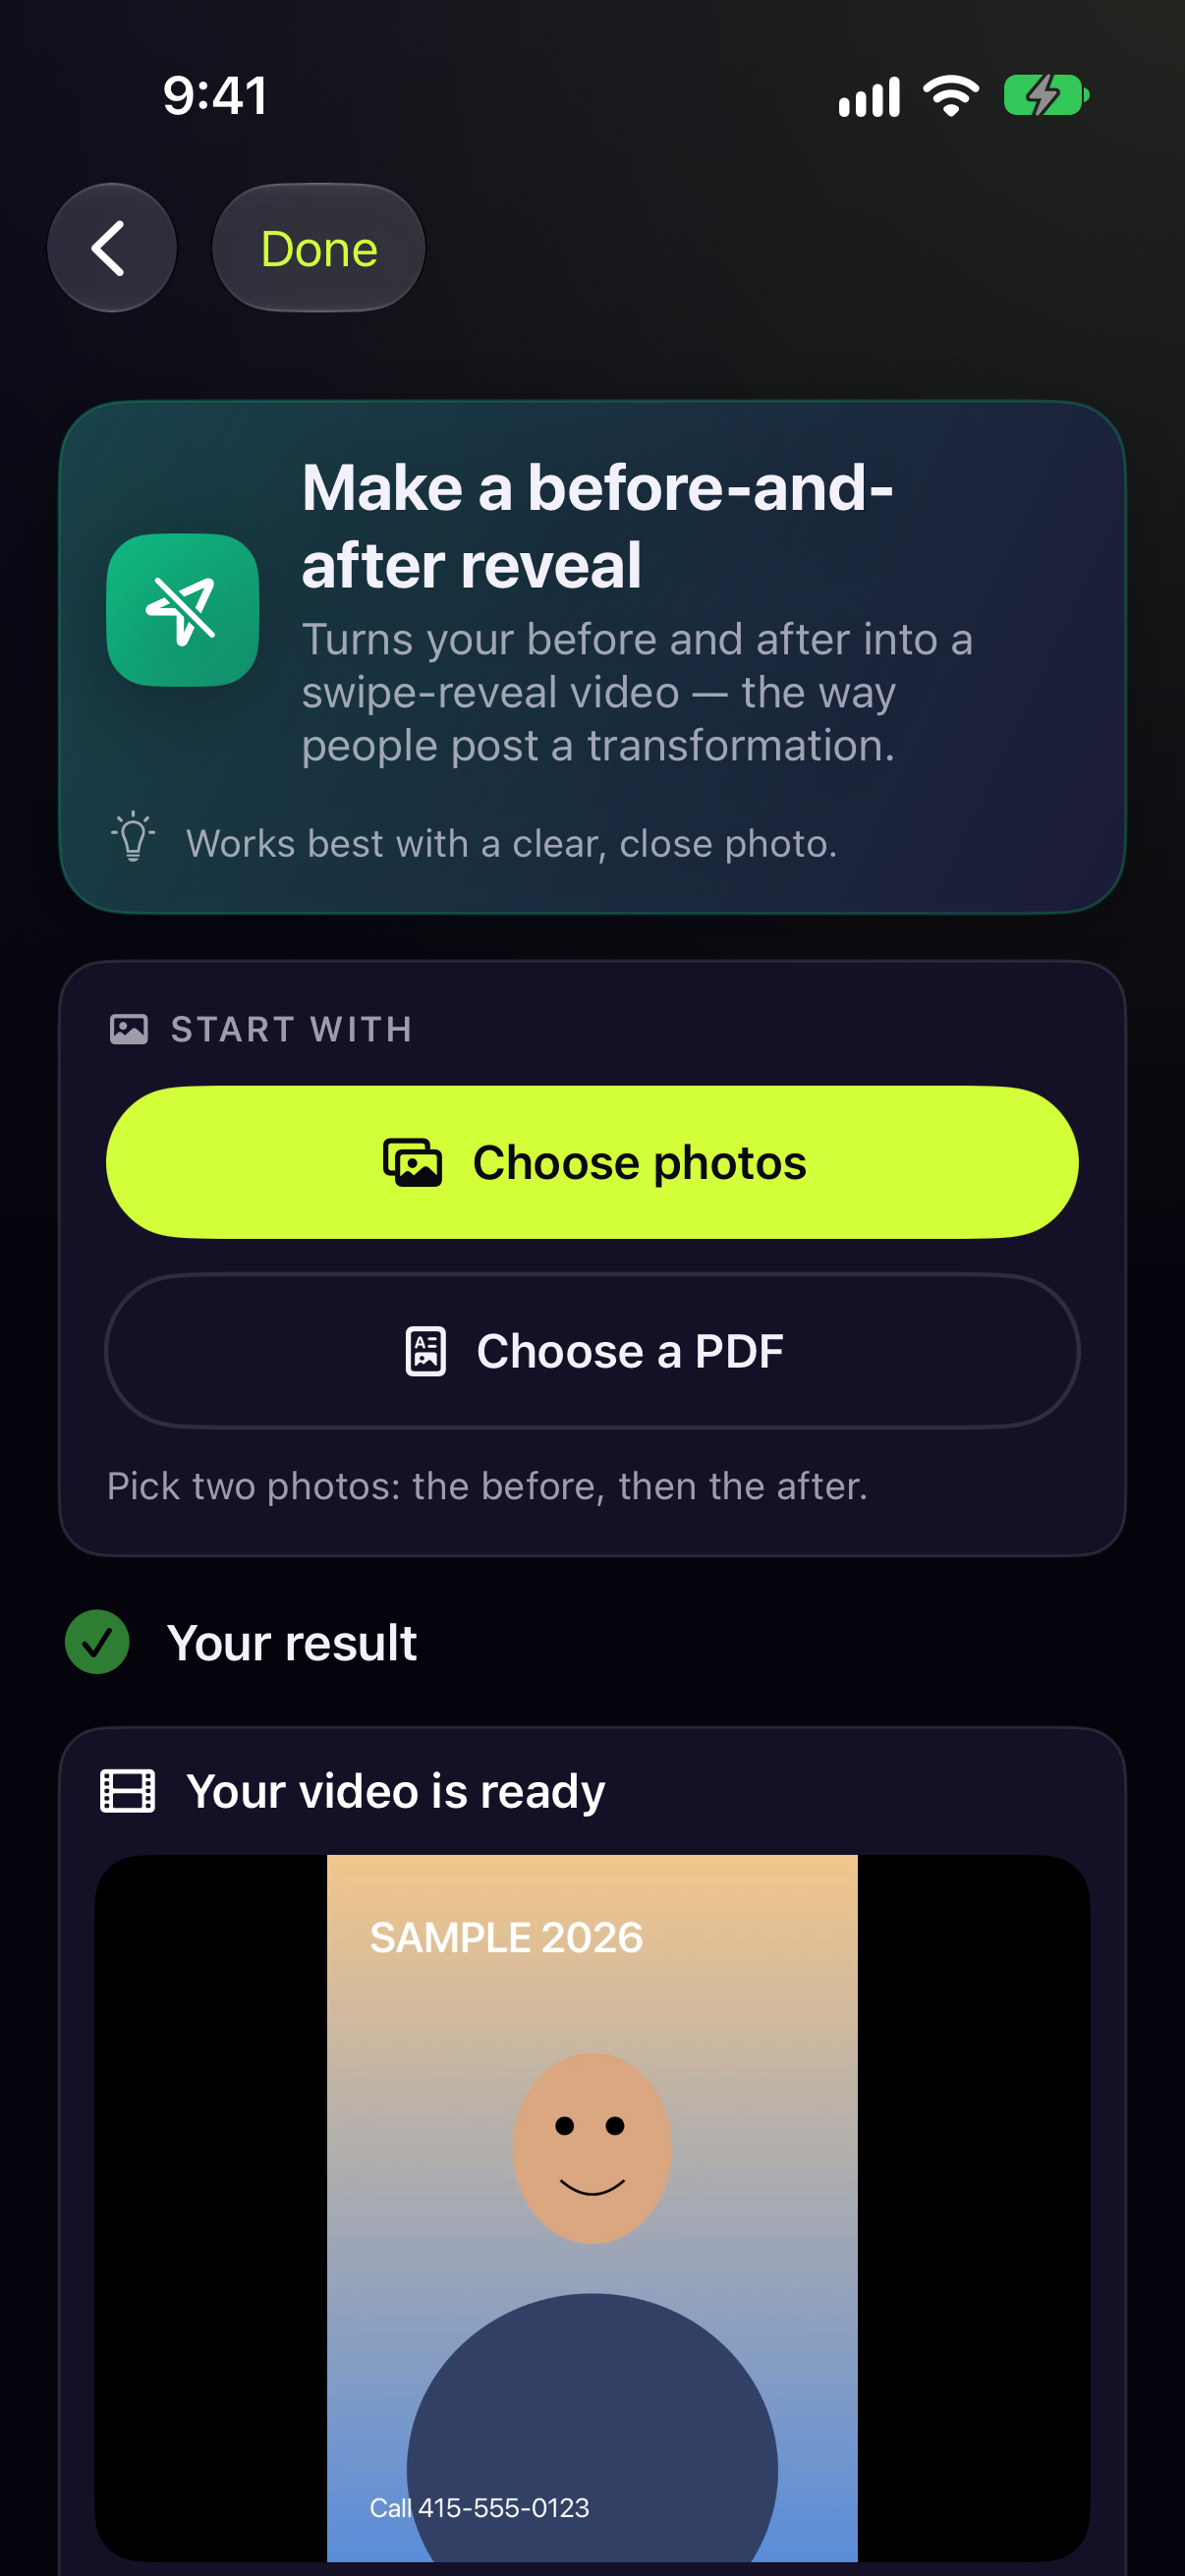 9:41
Done
Make a before-and-
after reveal
Turns your before and after into a
swipe-reveal video — the way
people post a transformation.
Works best with a clear, close photo.
START WITH
Choose photos
Choose a PDF
Pick two photos: the before, then the after.
Your result
Your video is ready
SAMPLE 2026
Call 415-555-0123